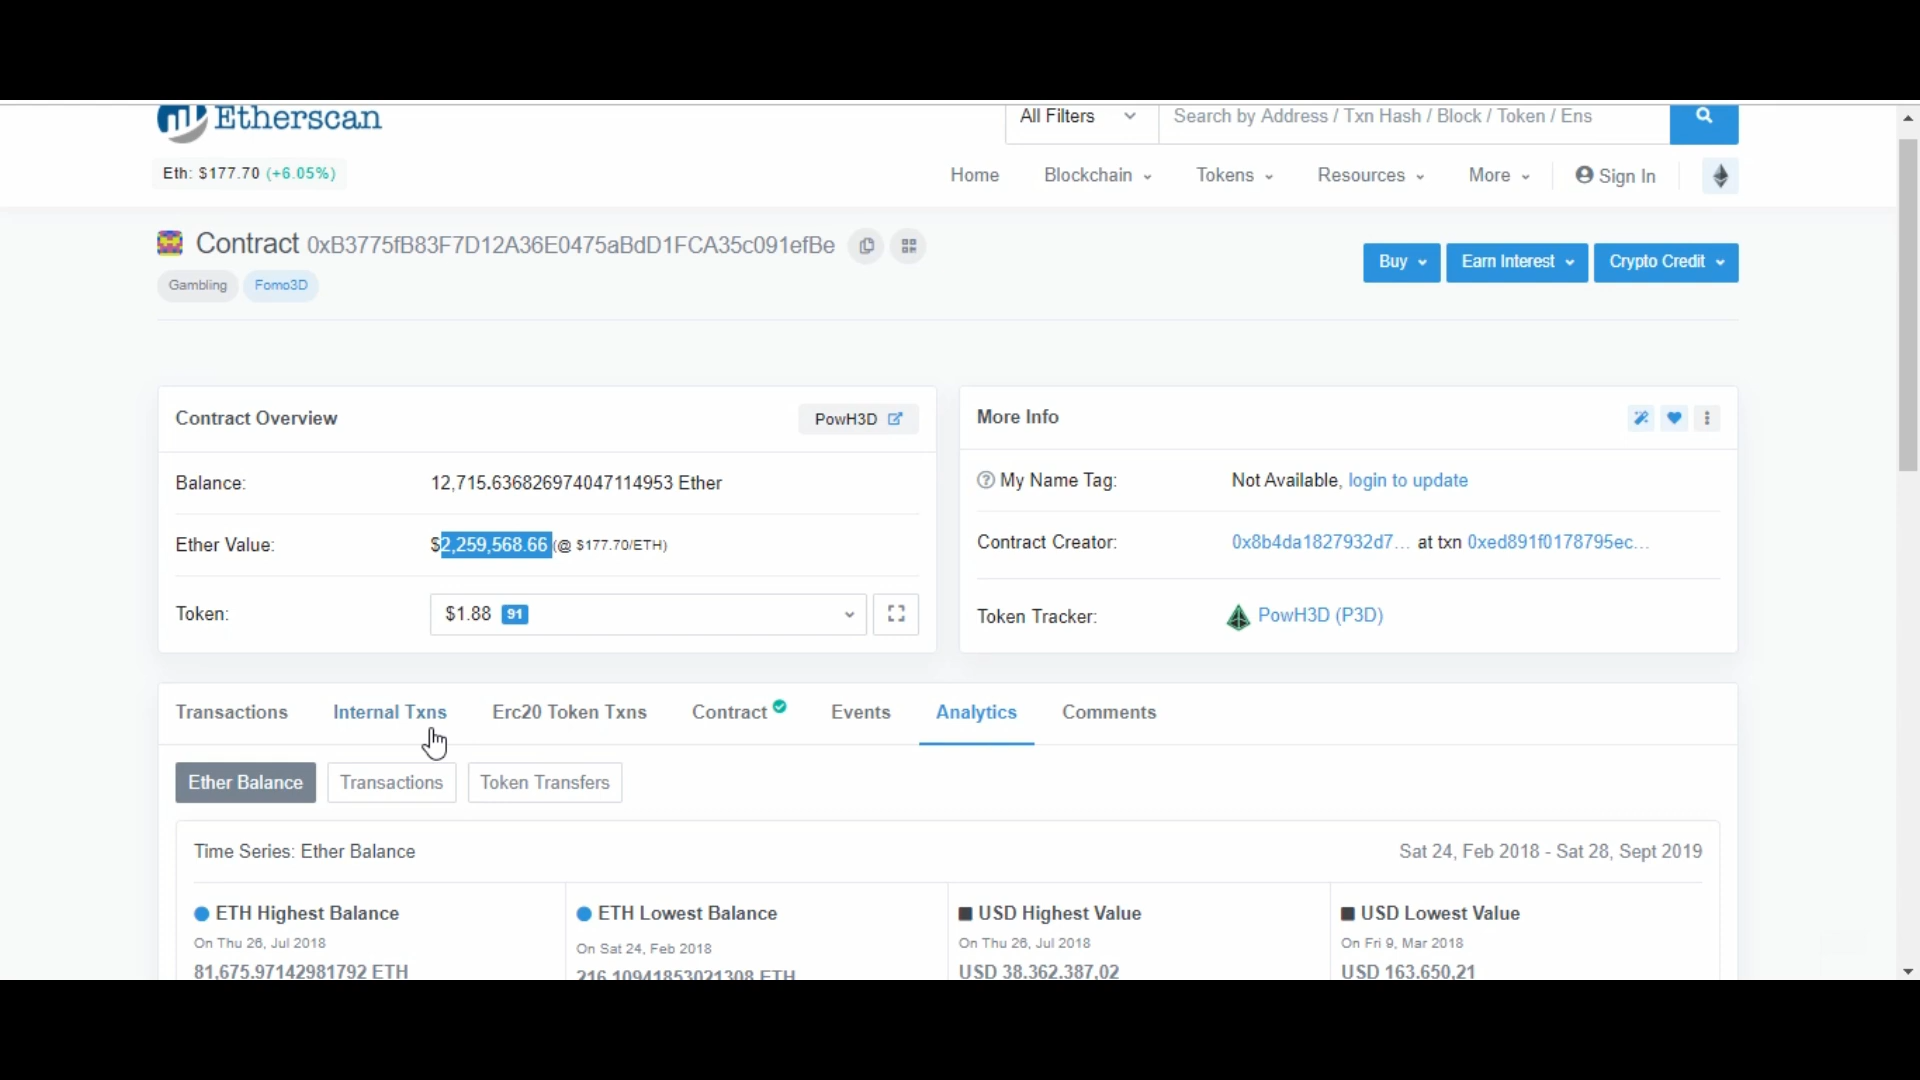 Etherscan
All Filters
Search by Address / Txn Hash / Block / Token / Ens
Eth: $177.70 (+6.05%)
Home Blockchain Tokens Resources More Sign In
Contract 0xB3775fB83F7D12A36E0475aBdD1FCA35c091efBe
Gambling Fomo3D
Buy Earn Interest Crypto Credit
Contract Overview
PowH3D
Balance: 12,715.636826974047114953 Ether
Ether Value: $2,259,568.66 (@ $177.70/ETH)
Token: $1.88 91
More Info
My Name Tag: Not Available, login to update
Contract Creator: 0x8b4da1827932d7... at txn 0xed891f0178795ec...
Token Tracker: PowH3D (P3D)
Transactions Internal Txns Erc20 Token Txns Contract Events Analytics Comments
Ether Balance Transactions Token Transfers
Time Series: Ether Balance
Sat 24, Feb 2018 - Sat 28, Sept 2019
ETH Highest Balance
On Thu 26, Jul 2018
81,675.97142981792 ETH
ETH Lowest Balance
On Sat 24, Feb 2018
216.10941853021308 ETH
USD Highest Value
On Thu 26, Jul 2018
USD 38.362.387,02
USD Lowest Value
On Fri 9, Mar 2018
USD 163.650,21